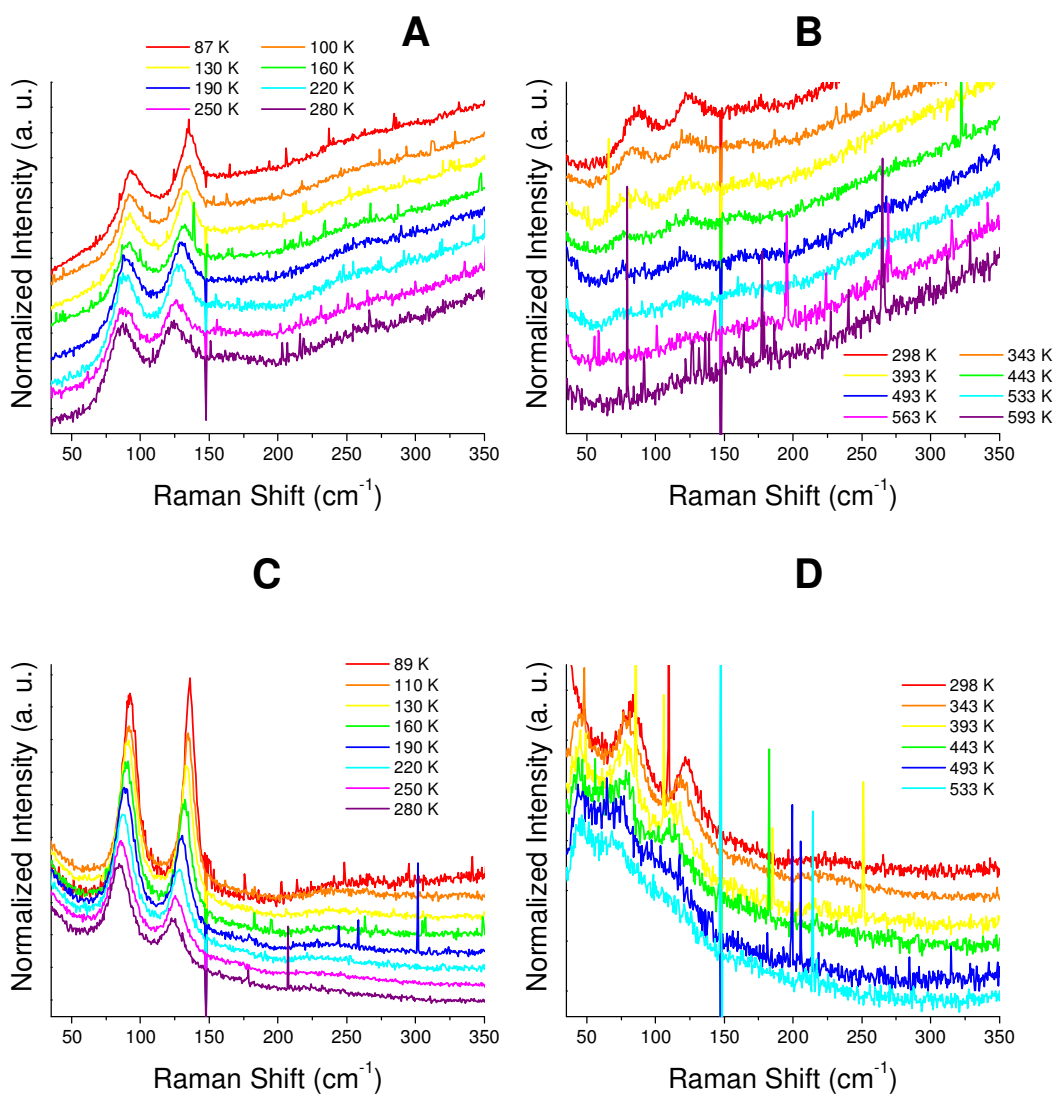 A
87 K 100 K
130 K 160 K
190 K 220 K
250 K 280 K
Normalized Intensity (a. u.)
50 100 150 200 250 300 350
Raman Shift (cm⁻¹)
B
Normalized Intensity (a. u.)
298 K 343 K
393 K 443 K
493 K 533 K
563 K 593 K
50 100 150 200 250 300 350
Raman Shift (cm⁻¹)
C
89 K
110 K
130 K
160 K
190 K
220 K
250 K
280 K
Normalized Intensity (a. u.)
50 100 150 200 250 300 350
Raman Shift (cm⁻¹)
D
298 K
343 K
393 K
443 K
493 K
533 K
Normalized Intensity (a. u.)
50 100 150 200 250 300 350
Raman Shift (cm⁻¹)